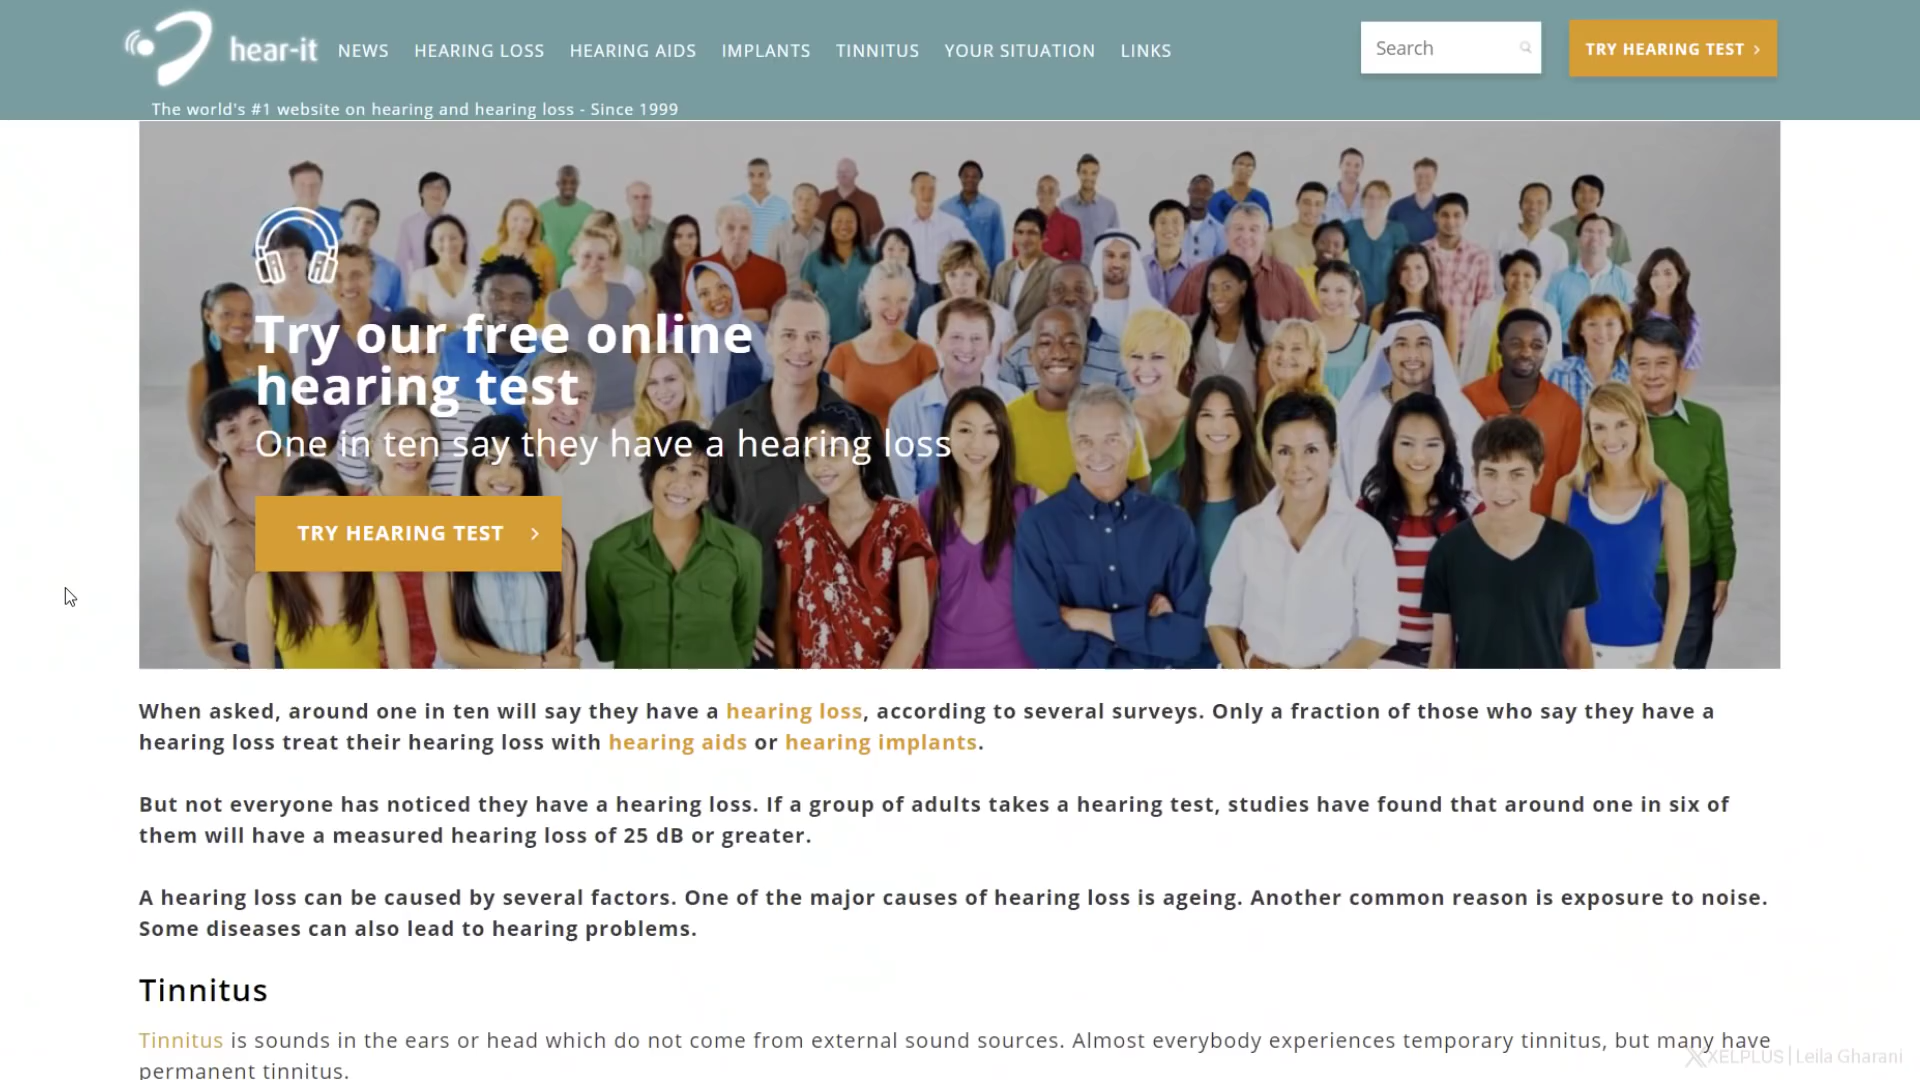 hear-it
NEWS HEARING LOSS HEARING AIDS IMPLANTS TINNITUS YOUR SITUATION LINKS
Search
TRY HEARING TEST >
The world's #1 website on hearing and hearing loss - Since 1999
Try our free online
hearing test
One in ten say they have a hearing loss
TRY HEARING TEST >
When asked, around one in ten will say they have a hearing loss, according to several surveys. Only a fraction of those who say they have a
hearing loss treat their hearing loss with hearing aids or hearing implants.
But not everyone has noticed they have a hearing loss. If a group of adults takes a hearing test, studies have found that around one in six of
them will have a measured hearing loss of 25 dB or greater.
A hearing loss can be caused by several factors. One of the major causes of hearing loss is ageing. Another common reason is exposure to noise.
Some diseases can also lead to hearing problems.
Tinnitus
Tinnitus is sounds in the ears or head which do not come from external sound sources. Almost everybody experiences temporary tinnitus, but many have
permanent tinnitus.
XELPLUS | Leila Gharani